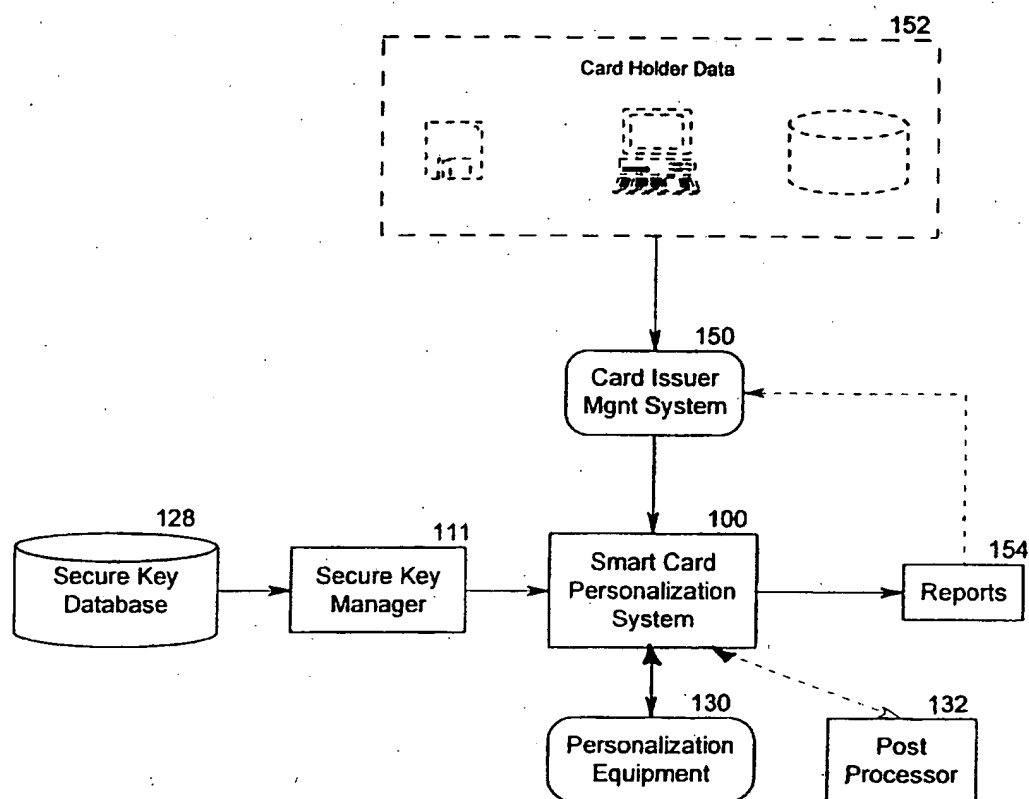 152
Card Holder Data
150
Card Issuer
Mgnt System
128
Secure Key
Database
111
Secure Key
Manager
100
Smart Card
Personalization
System
154
Reports
130
Personalization
Equipment
132
Post
Processor